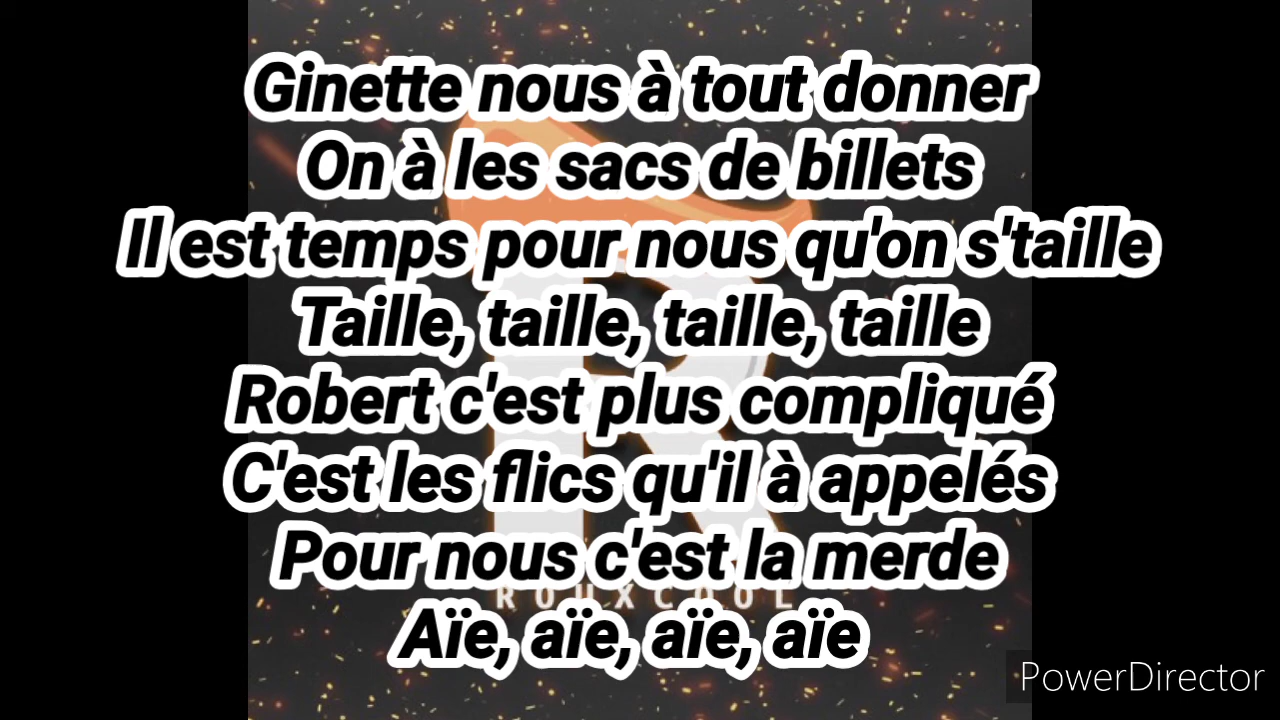 Ginette nous à tout donner
On à les sacs de billets
Il est temps pour nous qu'on s'taille
Taille, taille, taille, taille
Robert c'est plus compliqué
C'est les flics qu'il à appelés
Pour nous c'est la merde
ROUXCOOL
Aïe, aïe, aïe, aïe
PowerDirector